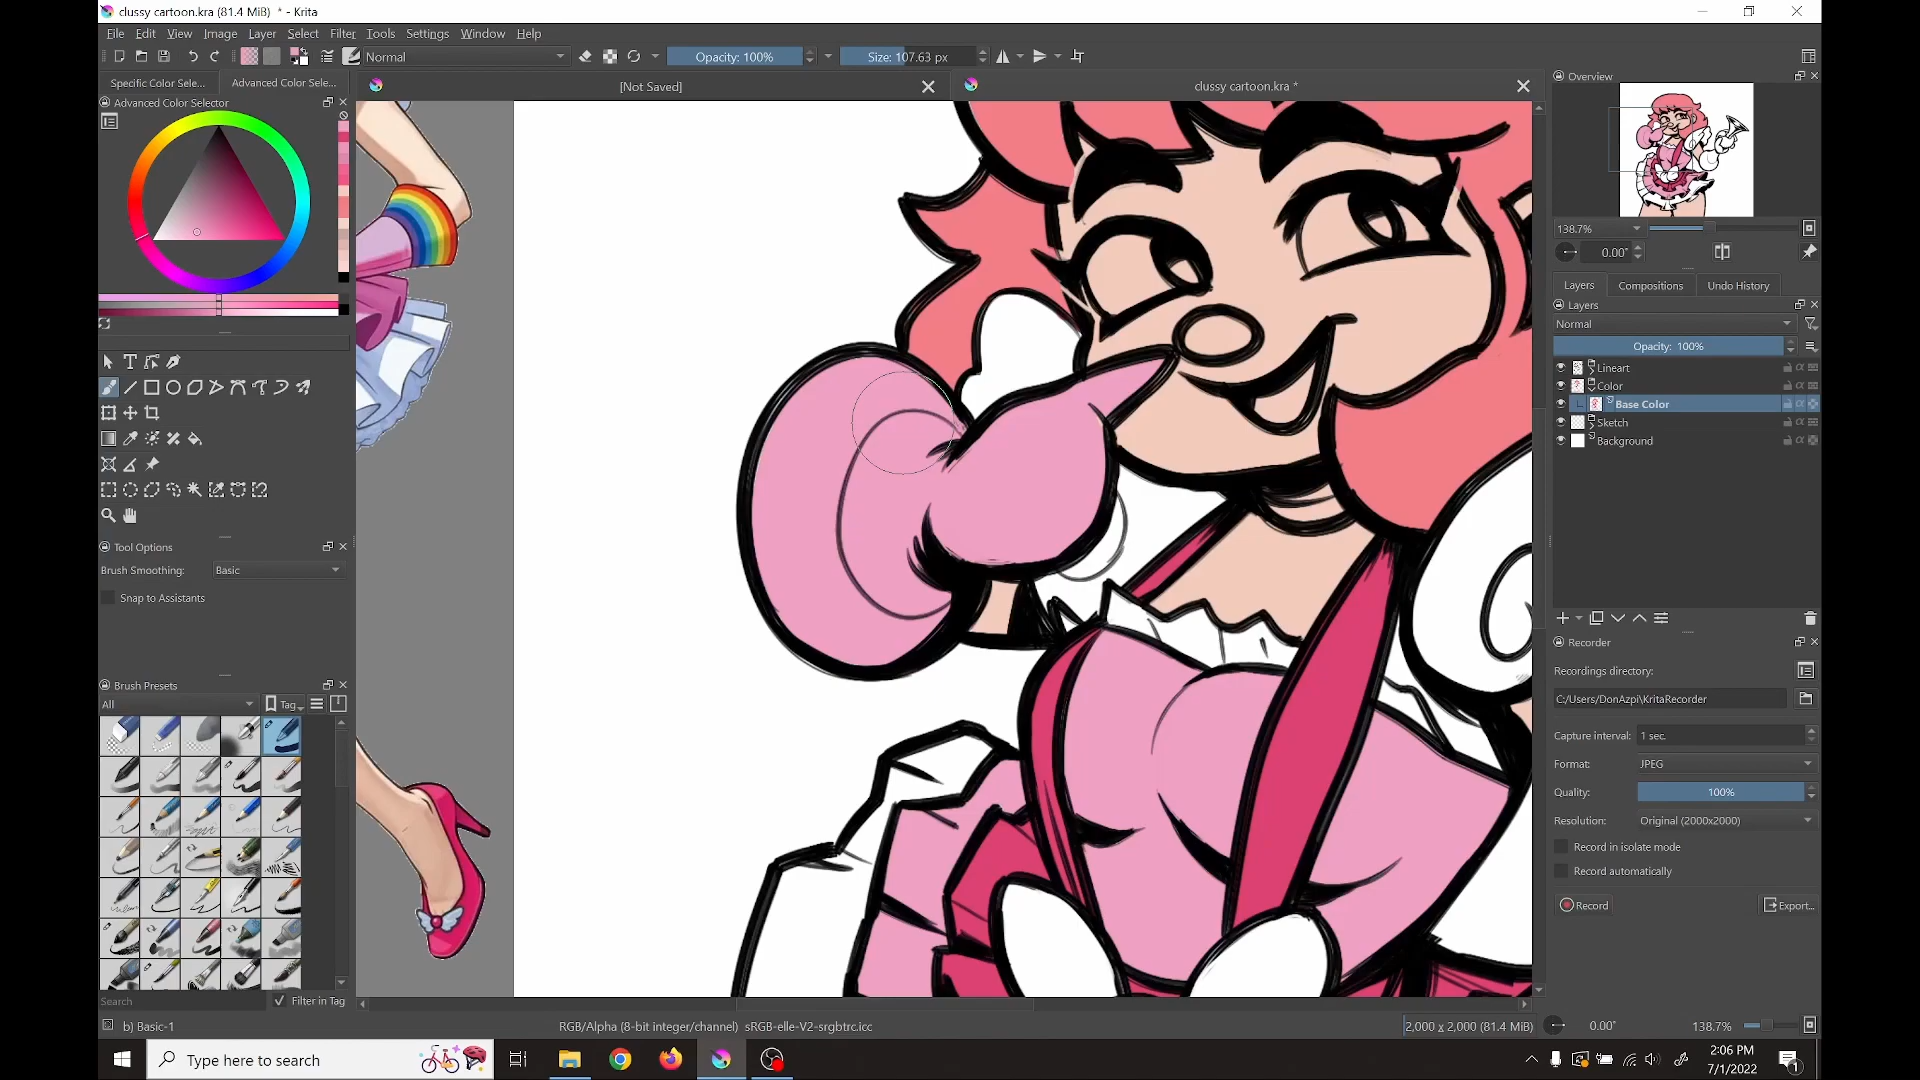 clussy cartoon.kra (81.4 MiB)  * - Krita
File Edit View Image Layer Filter Select Filter Tools Settings Window Help
Normal
Opacity: 100%
Size: 107.63 px
Specific Color Sele...
Advanced Color Sele...
[Not Saved]
clussy cartoon.kra *
Overview
Advanced Color Selector
138.7%
0.00°
Layers Compositions Undo History
Layers
Normal
Opacity: 100%
Lineart
Color
Base Color
Sketch
Background
Tool Options
Brush Smoothing: Basic
Snap to Assistants
Recorder
Recordings directory:
C:/Users/DonAzpi\KritaRecorder
Capture interval: 1 sec.
Format: JPEG
Quality: 100%
Resolution: Original (2000x2000)
Record in isolate mode
Record automatically
Record
Export...
Brush Presets
All
Tag
Search
Filter in Tag
b) Basic-1
RGB/Alpha (8-bit integer/channel)  sRGB-elle-V2-srgbtrc.icc
2,000 x 2,000 (81.4 MiB)
0.00°
138.7%
Type here to search
2:06 PM
7/1/2022
1